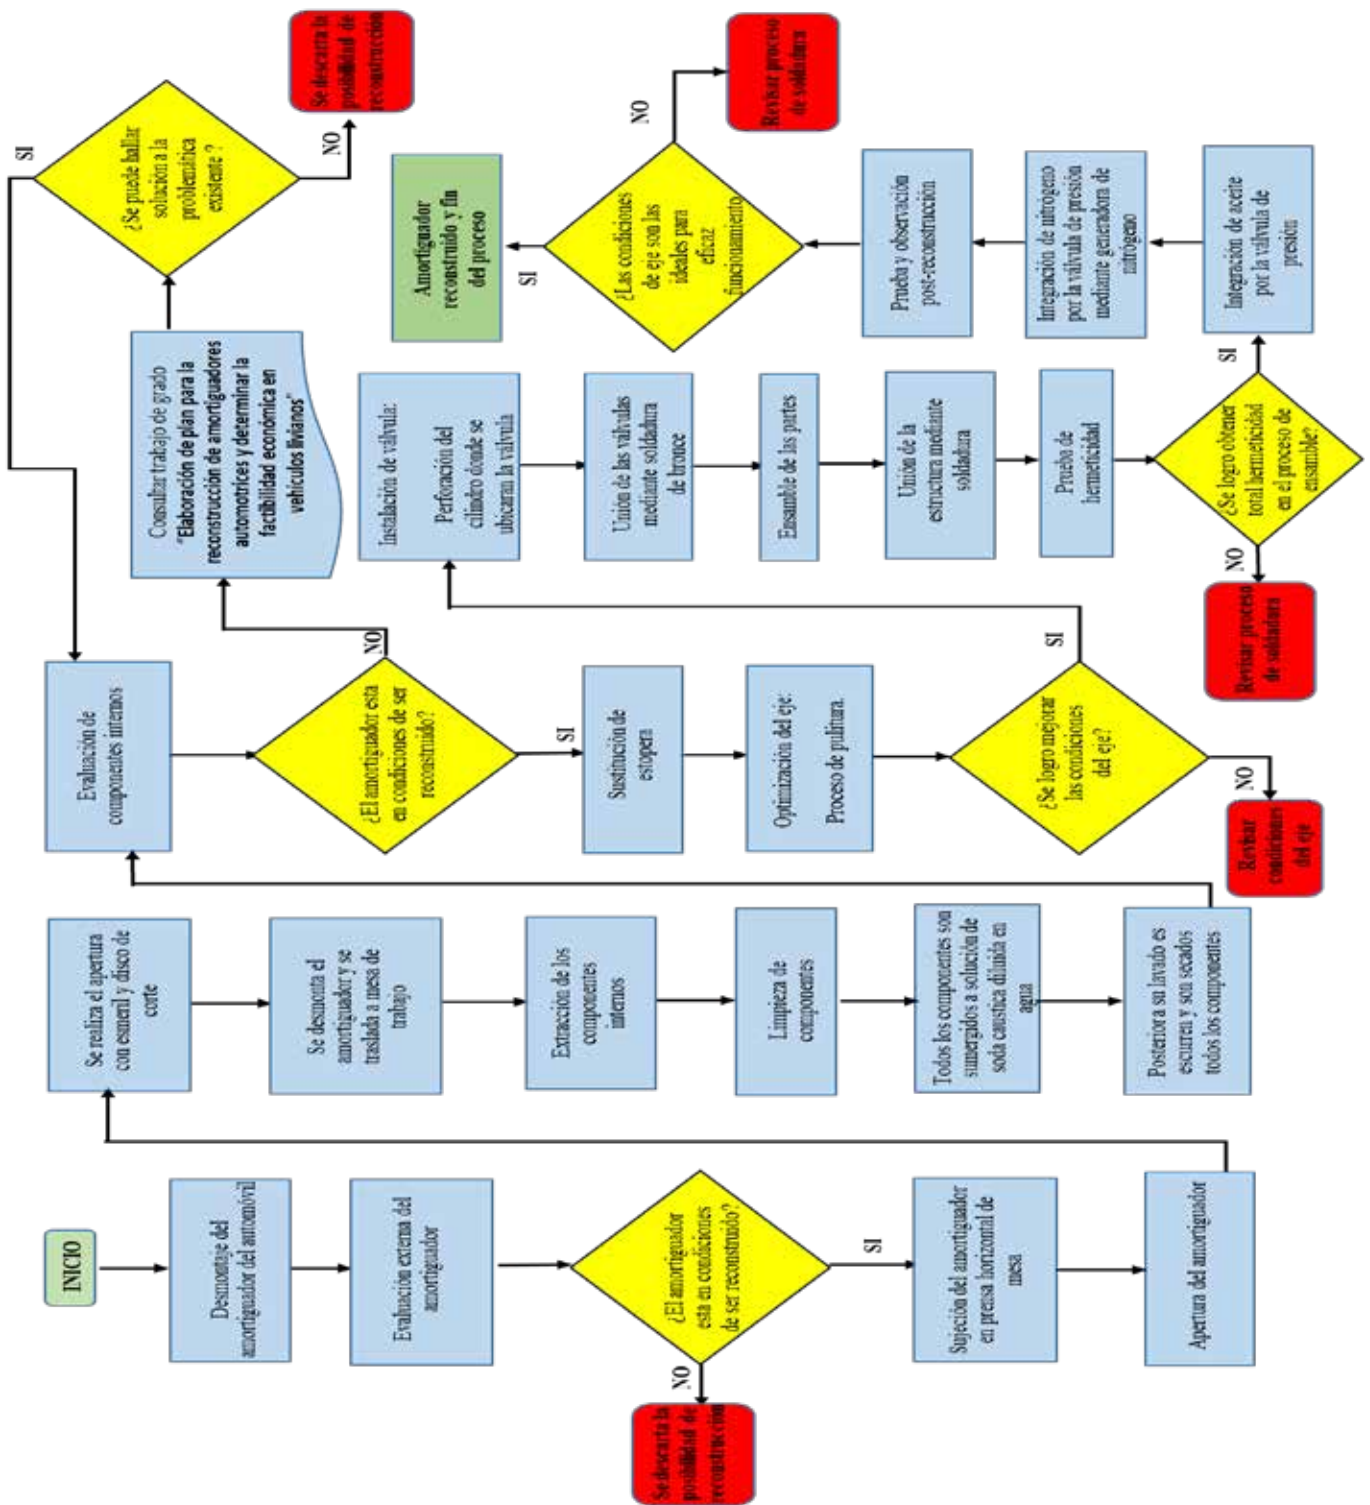 INICIO
Desmontaje del
amortiguador del automóvil
Evaluación externa del
amortiguador
¿El amortiguador
esta en condiciones
de ser reconstruido?
NO
Se descarta la
posibilidad de
reconstrucción
SI
Sujeción del amortiguador
en prensa horizontal de
mesa
Apertura del amortiguador
Se realiza el apertura
con esmeril y disco de
corte
Se desmonta el
amortiguador y se
traslada a mesa de
trabajo
Extracción de los
componentes
internos
Limpieza de
componentes
Todos los componentes son
sumergidos a solución de
soda caustica diluida en
agua
Posterior a su lavado es
escurren y son secados
todos los componentes
Evaluación de
componentes internos
¿El amortiguador esta
en condiciones de ser
reconstruido?
NO
SI
Sustitución de
estopera
Optimización del eje:
Proceso de pulitura.
¿Se logro mejorar
las condiciones
del eje?
NO
Revisar
condiciones
del eje
SI
Consultar trabajo de grado
"Elaboración de plan para la
reconstrucción de amortiguadores
automotrices y determinar la
factibilidad económica en
vehículos livianos"
¿Se puede hallar
solución a la
problemática
existente ?
SI
NO
Se descarta la
posibilidad de
reconstrucción
Instalación de válvula:
Perforación del
cilindro donde se
ubicaran la válvula
Unión de las válvulas
mediante soldadura
de bronce
Ensamble de las partes
Unión de la
estructura mediante
soldadura
Prueba de
hermeticidad
¿Se logro obtener
total hermeticidad
en el proceso de
ensamble?
NO
Revisar proceso
de soldadura
SI
Integración de aceite
por la válvula de
presión
Integración de nitrógeno
por la válvula de presión
mediante generadora de
nitrógeno
Prueba y observación
post-reconstrucción
¿Las condiciones
de eje son las
ideales para
eficaz
funcionamiento
NO
Revisar proceso
de soldadura
SI
Amortiguador
reconstruido y fin
del proceso